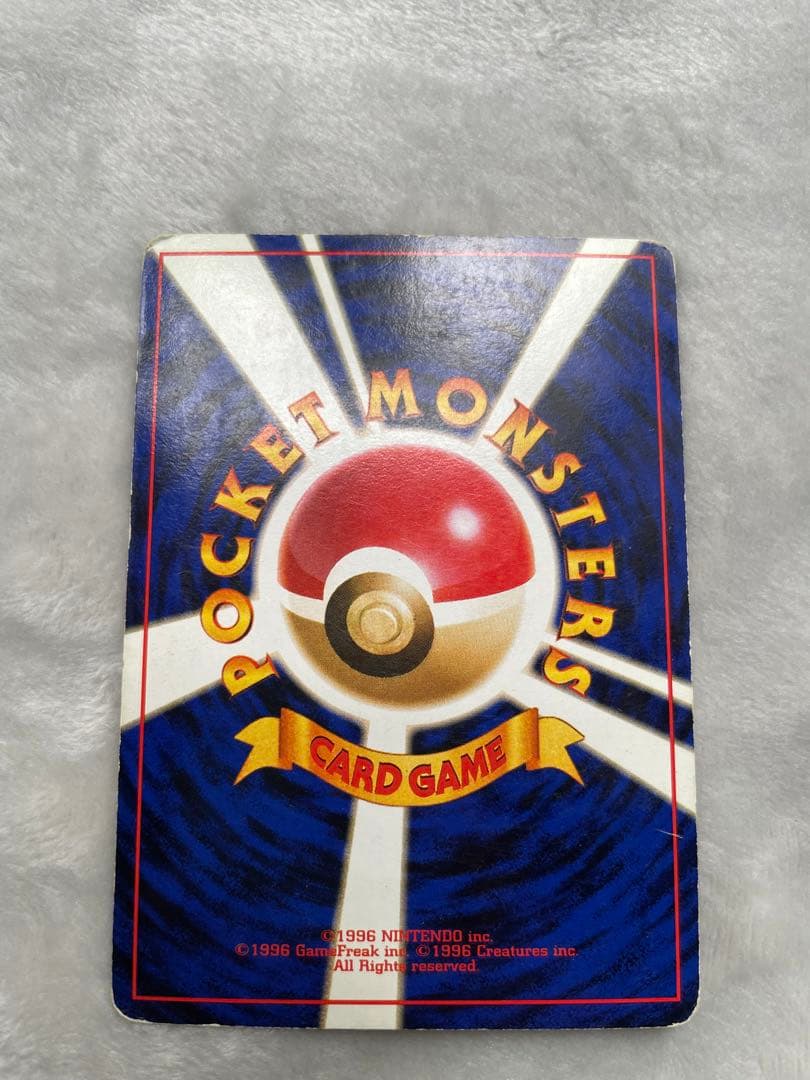 POCKET MONSTERS
CARD GAME
©1996 NINTENDO inc.
©1996 GameFreak inc. ©1996 Creatures inc.
All Rights reserved.